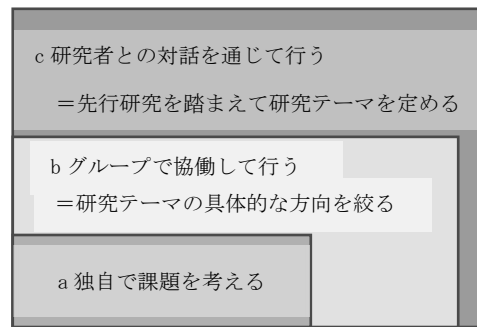 c 研究者との対話を通じて行う
＝先行研究を踏まえて研究テーマを定める
b グループで協働して行う
＝研究テーマの具体的な方向を絞る
a 独自で課題を考える